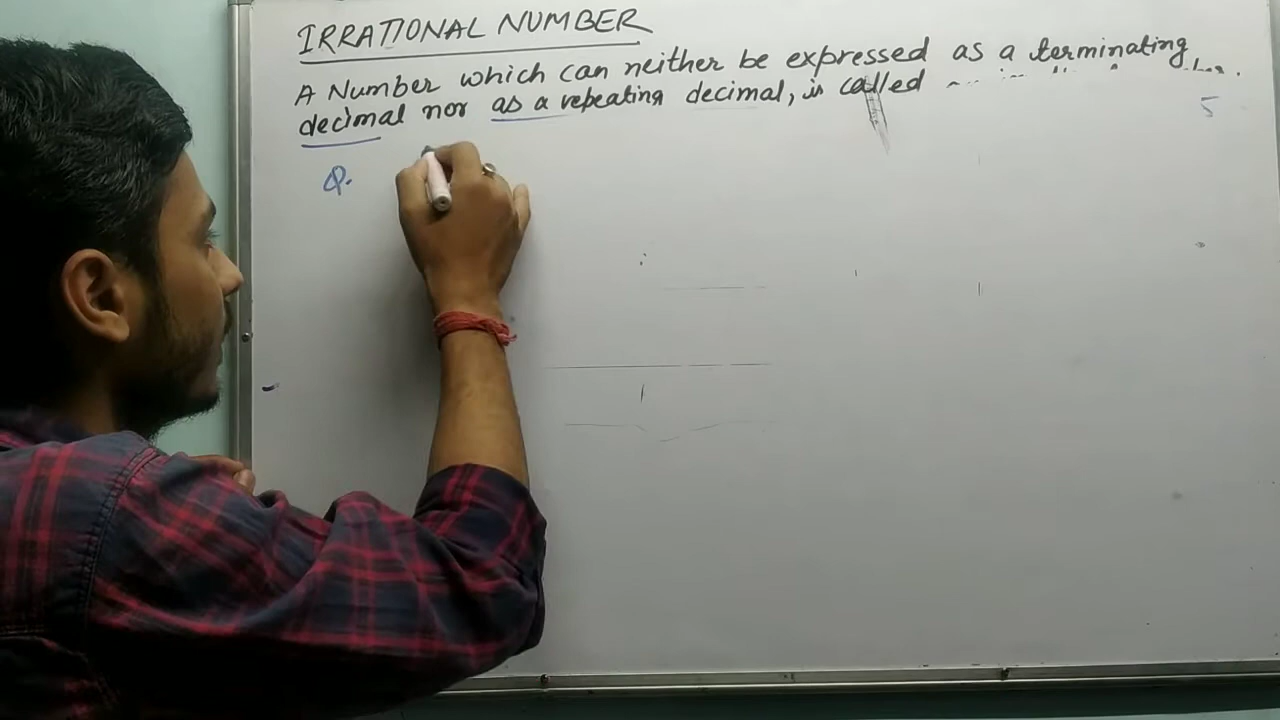 IRRATIONAL NUMBER
A Number which can neither be expressed as a terminating
decimal nor as a repeating decimal, is called
5
Q.